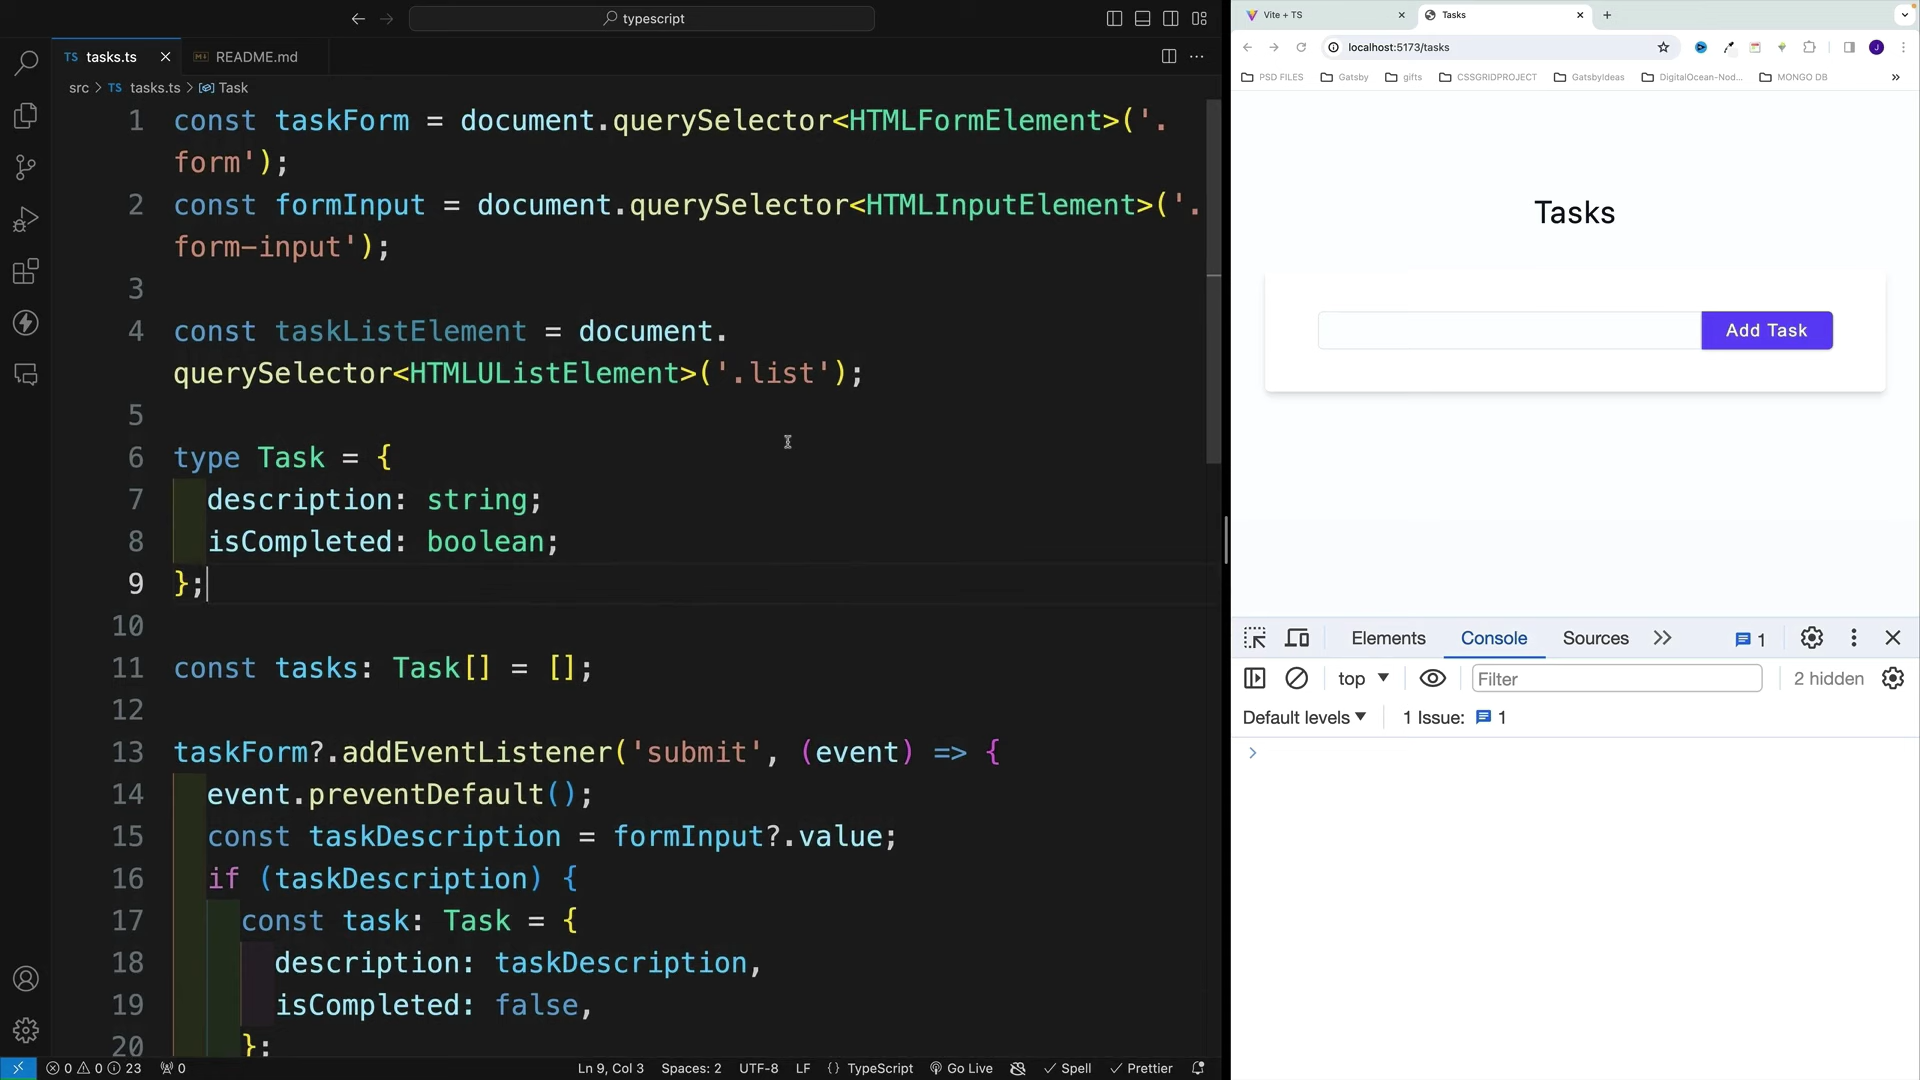 typescript
TS tasks.ts
README.md
src > TS tasks.ts > Task
1 const taskForm = document.querySelector<HTMLFormElement>('.
form');
2 const formInput = document.querySelector<HTMLInputElement>('.
form-input');
3
4 const taskListElement = document.
querySelector<HTMLUListElement>('.list');
5
6 type Task = {
7 description: string;
8 isCompleted: boolean;
9 };
10
11 const tasks: Task[] = [];
12
13 taskForm?.addEventListener('submit', (event) => {
14 event.preventDefault();
15 const taskDescription = formInput?.value;
16 if (taskDescription) {
17 const task: Task = {
18 description: taskDescription,
19 isCompleted: false,
20 };
0 0 23 0 Ln 9, Col 3 Spaces: 2 UTF-8 LF {} TypeScript Go Live Spell Prettier
Vite + TS
Tasks
localhost:5173/tasks
J
PSD FILES Gatsby gifts CSSGRIDPROJECT GatsbyIdeas DigitalOcean-Nod... MONGO DB »
Tasks
Add Task
Elements Console Sources 1
top Filter 2 hidden
Default levels 1 Issue: 1